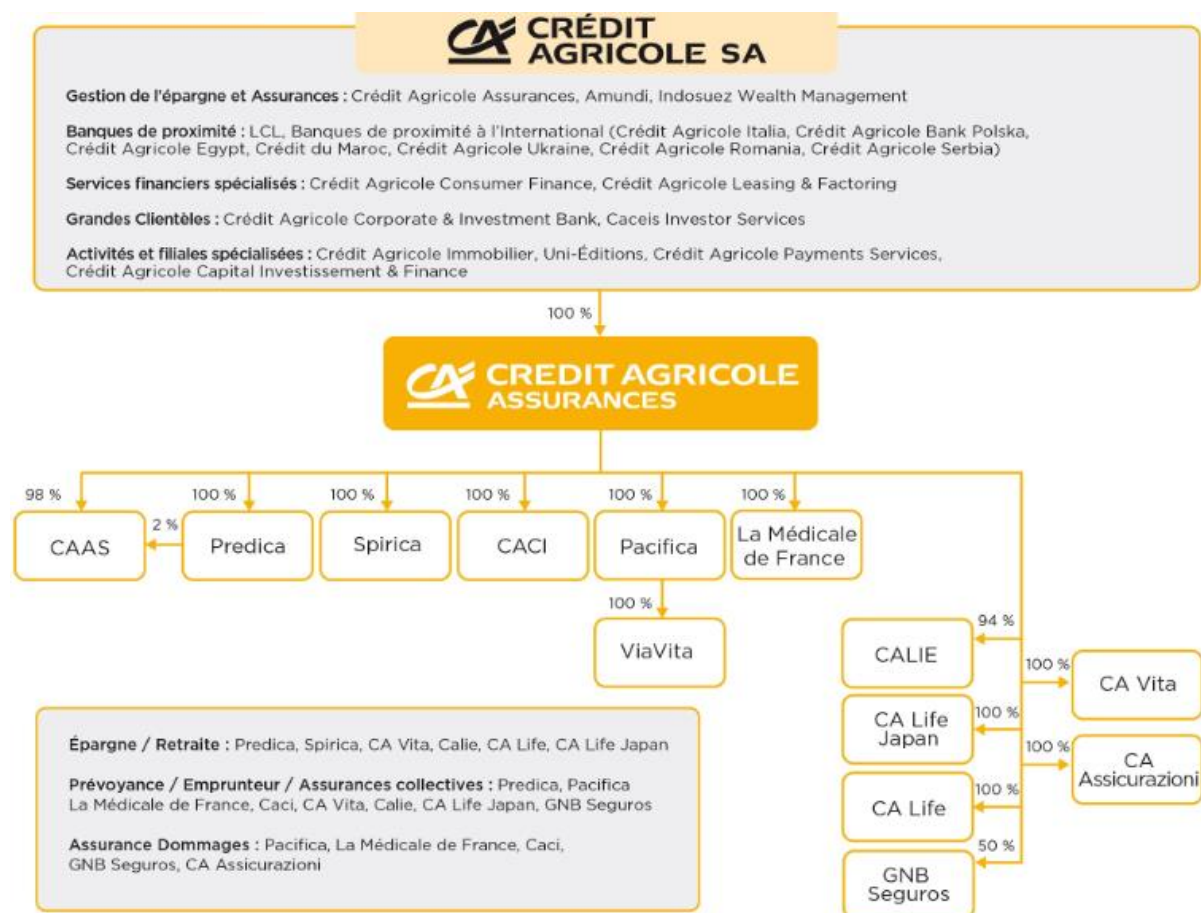 CRÉDIT
AGRICOLE SA
Gestion de l'épargne et Assurances : Crédit Agricole Assurances, Amundi, Indosuez Wealth Management
Banques de proximité : LCL, Banques de proximité à l'International (Crédit Agricole Italia, Crédit Agricole Bank Polska,
Crédit Agricole Egypt, Crédit du Maroc, Crédit Agricole Ukraine, Crédit Agricole Romania, Crédit Agricole Serbia)
Services financiers spécialisés : Crédit Agricole Consumer Finance, Crédit Agricole Leasing & Factoring
Grandes Clientèles : Crédit Agricole Corporate & Investment Bank, Caceis Investor Services
Activités et filiales spécialisées : Crédit Agricole Immobilier, Uni-Éditions, Crédit Agricole Payments Services,
Crédit Agricole Capital Investissement & Finance
100 %
CREDIT AGRICOLE
ASSURANCES
98 %
100 %
100 %
100 %
100 %
100 %
CAAS
2 %
Predica
Spirica
CACI
Pacifica
La Médicale
de France
100 %
ViaVita
94 %
CALIE
100 %
CA Vita
100 %
CA Life
Japan
100 %
CA
Assicurazioni
100 %
CA Life
50 %
GNB
Seguros
Épargne / Retraite : Predica, Spirica, CA Vita, Calie, CA Life, CA Life Japan
Prévoyance / Emprunteur / Assurances collectives : Predica, Pacifica
La Médicale de France, Caci, CA Vita, Calie, CA Life Japan, GNB Seguros
Assurance Dommages : Pacifica, La Médicale de France, Caci,
GNB Seguros, CA Assicurazioni